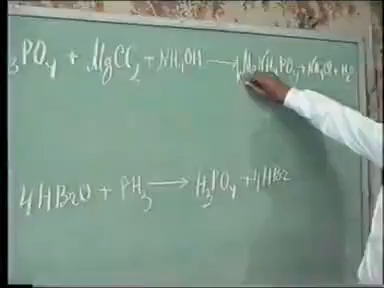 3PO4 + MgCl2 + NH4OH → MgNH4PO4 + NaCl + H2O
4HBrO + PH3 → H3PO4 + 4HBr